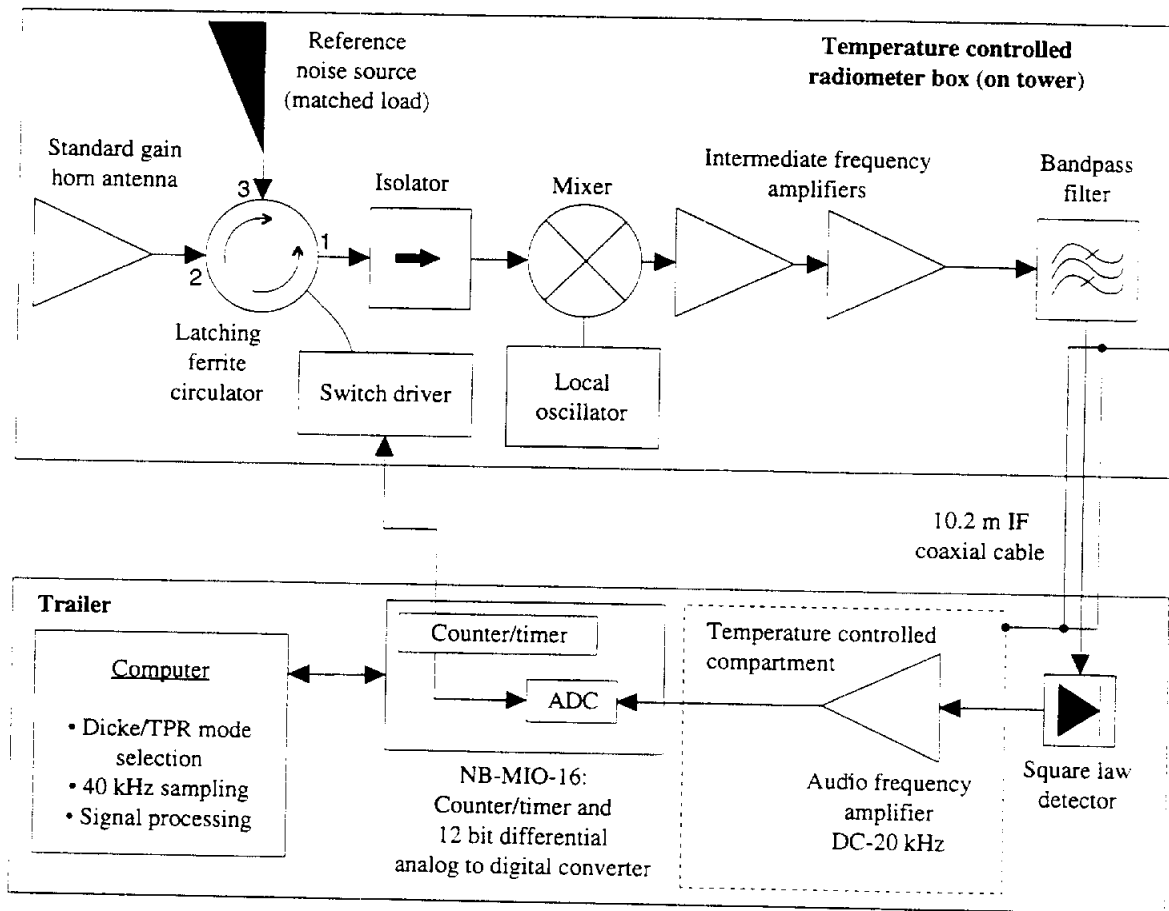 Reference
noise source
(matched load)
Temperature controlled
radiometer box (on tower)
Standard gain
horn antenna
3
1
2
Isolator
Mixer
Intermediate frequency
amplifiers
Bandpass
filter
Latching
ferrite
circulator
Switch driver
Local
oscillator
10.2 m IF
coaxial cable
Trailer
Computer
• Dicke/TPR mode
selection
• 40 kHz sampling
• Signal processing
Counter/timer
ADC
NB-MIO-16:
Counter/timer and
12 bit differential
analog to digital converter
Temperature controlled
compartment
Audio frequency
amplifier
DC-20 kHz
Square law
detector